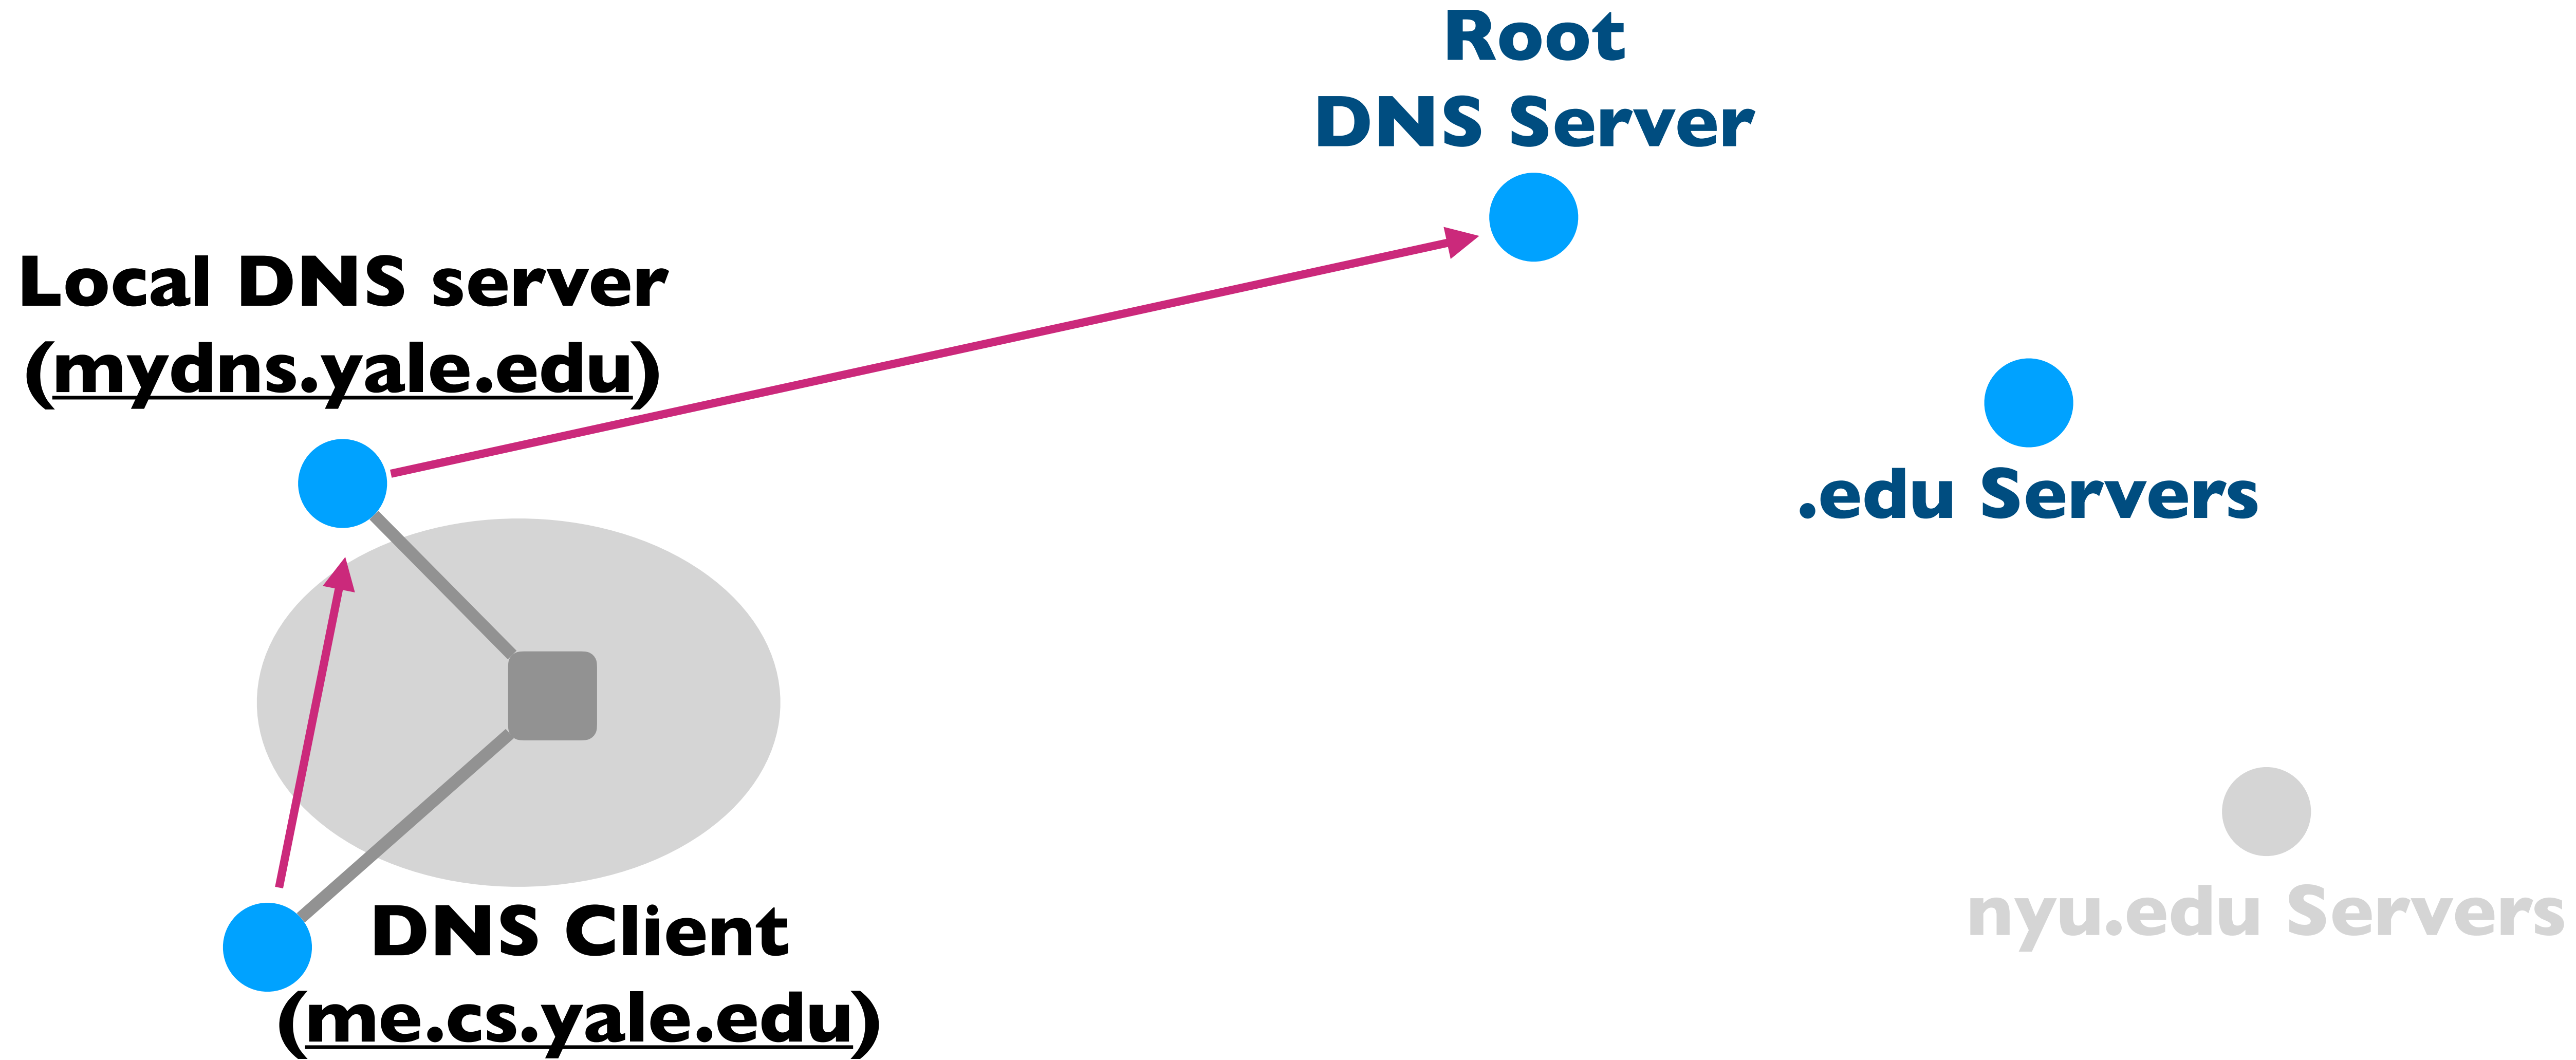 Root
DNS Server
Local DNS server
(mydns.yale.edu)
.edu Servers
nyu.edu Servers
DNS Client
(me.cs.yale.edu)